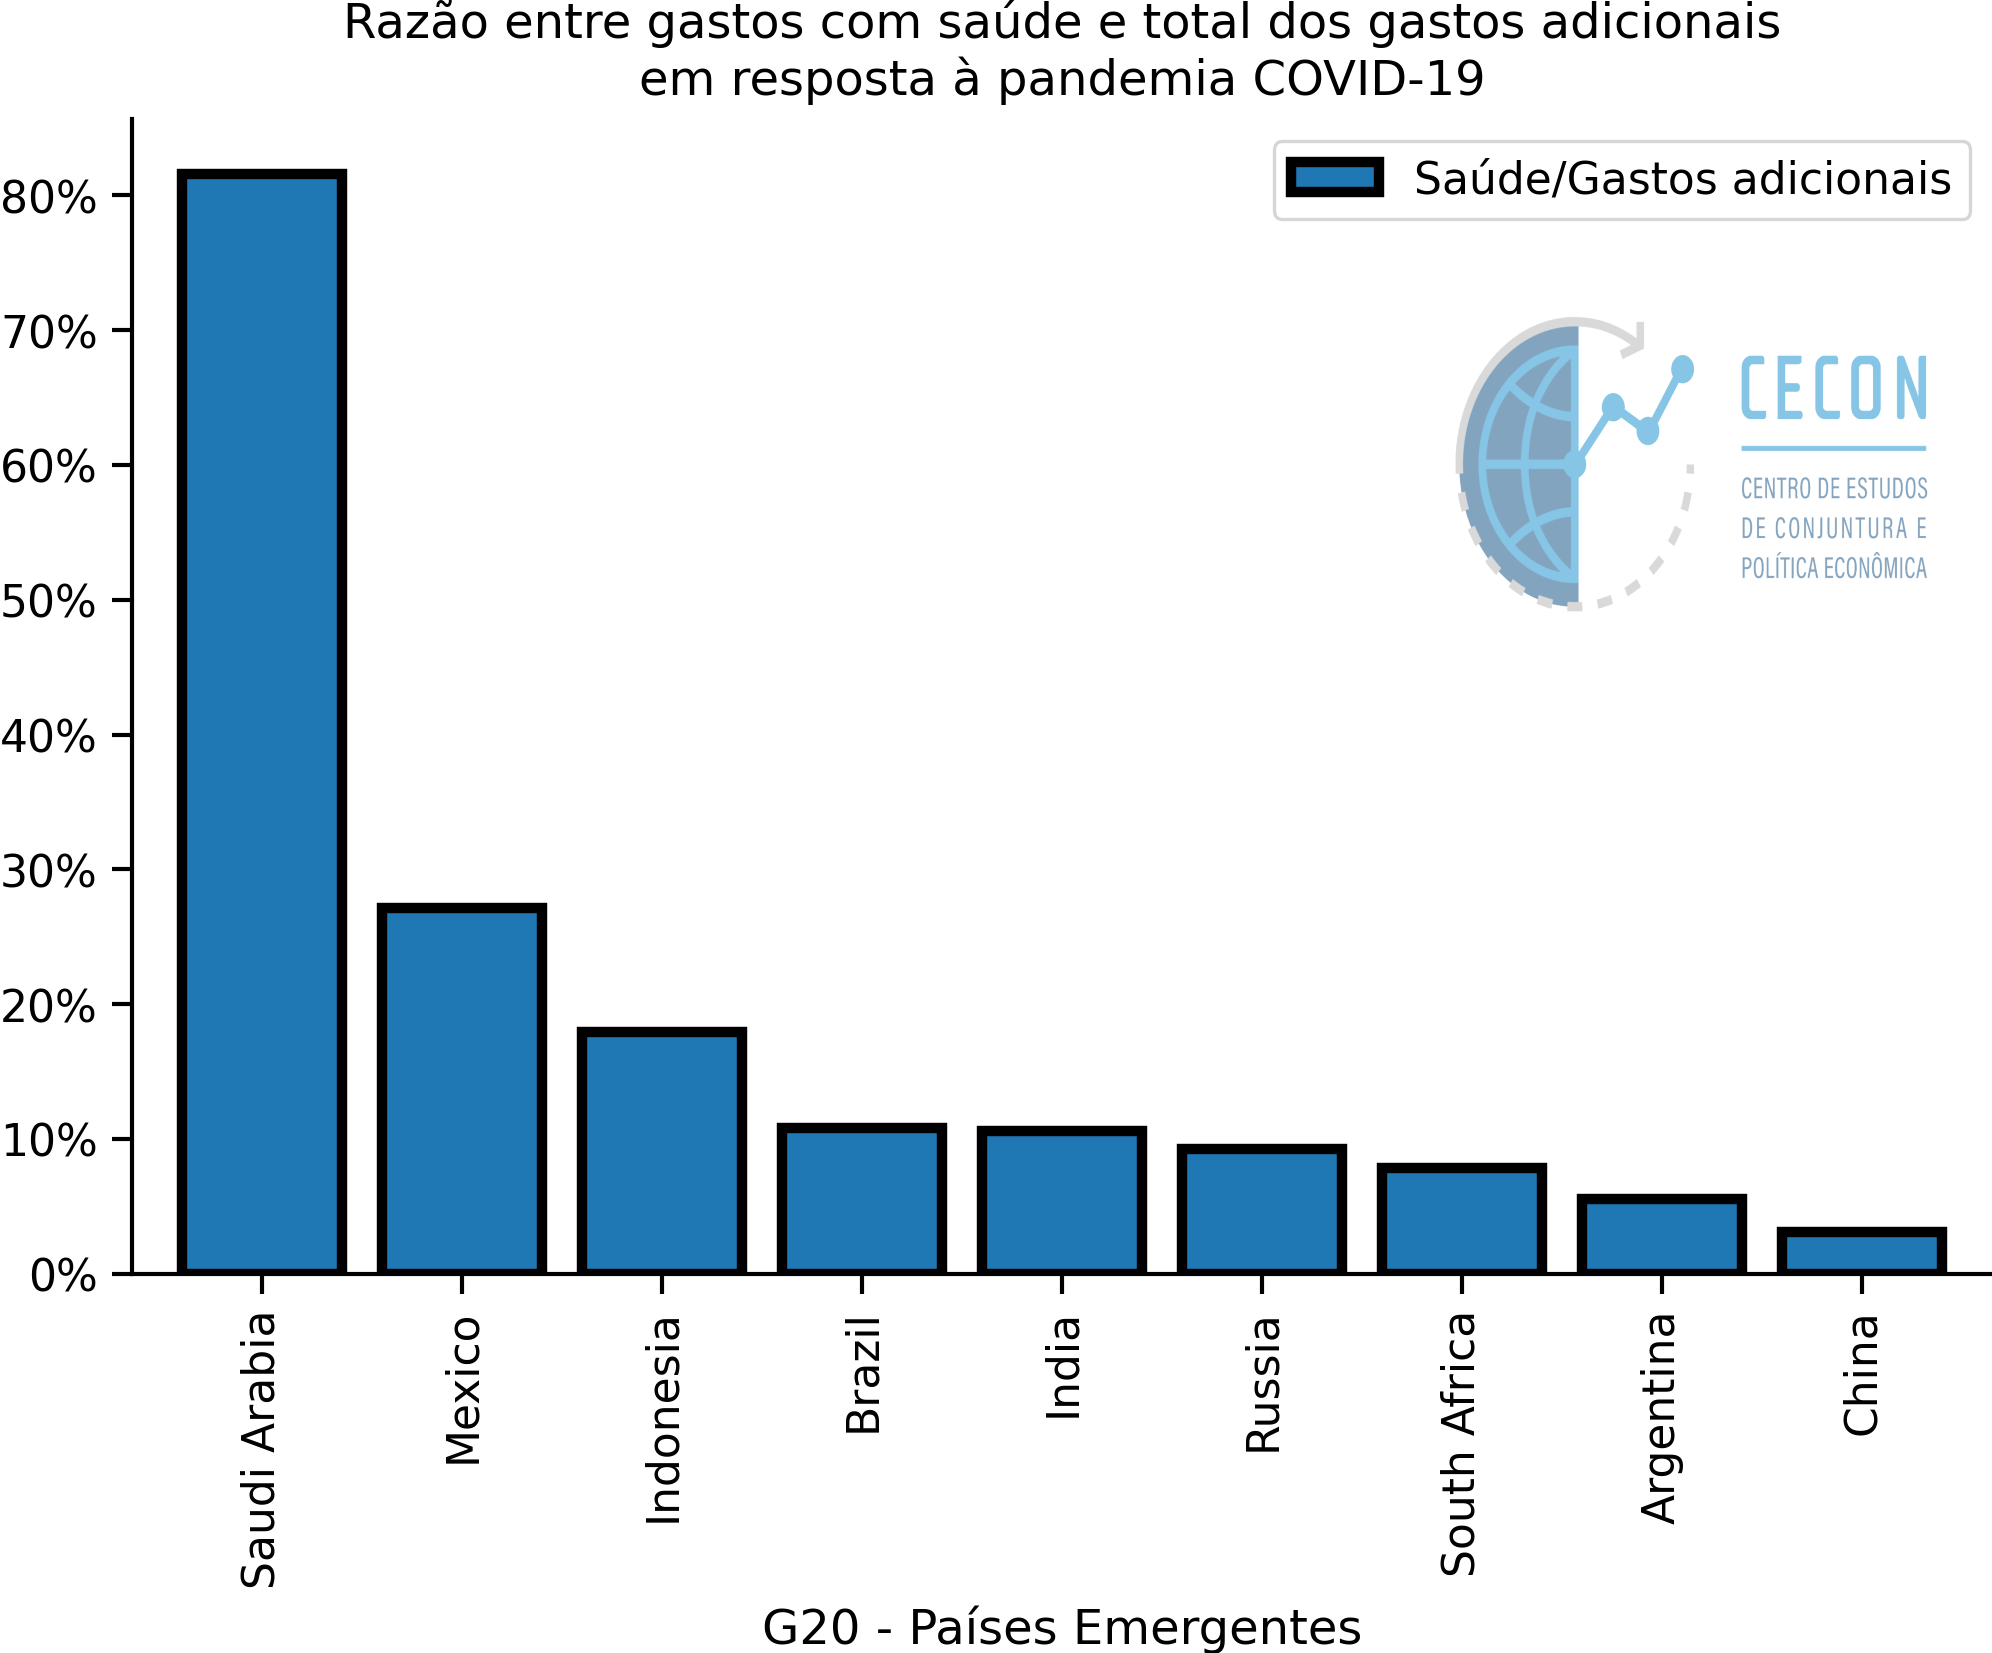 Razão entre gastos com saúde e total dos gastos adicionais
em resposta à pandemia COVID-19
Saúde/Gastos adicionais
CECON
CENTRO DE ESTUDOS
DE CONJUNTURA E
POLÍTICA ECONÔMICA
80%
70%
60%
50%
40%
30%
20%
10%
0%
Saudi Arabia
Mexico
Indonesia
Brazil
India
Russia
South Africa
Argentina
China
G20 - Países Emergentes